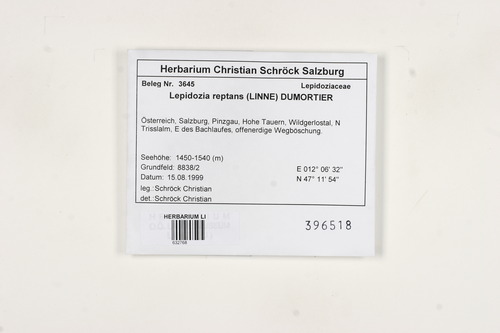 Herbarium Christian Schröck Salzburg
Beleg Nr. 3645 Lepidoziaceae
Lepidozia reptans (LINNE) DUMORTIER
Österreich, Salzburg, Pinzgau, Hohe Tauern, Wildgerlostal, N
Trisslalm, E des Bachlaufes, offenerdige Wegböschung.
Seehöhe: 1450-1540 (m)
Grundfeld: 8838/2 E 012° 06' 32"
Datum: 15.08.1999 N 47° 11' 54"
leg.: Schröck Christian
det.: Schröck Christian
HERBARIUM LI
632768
396518